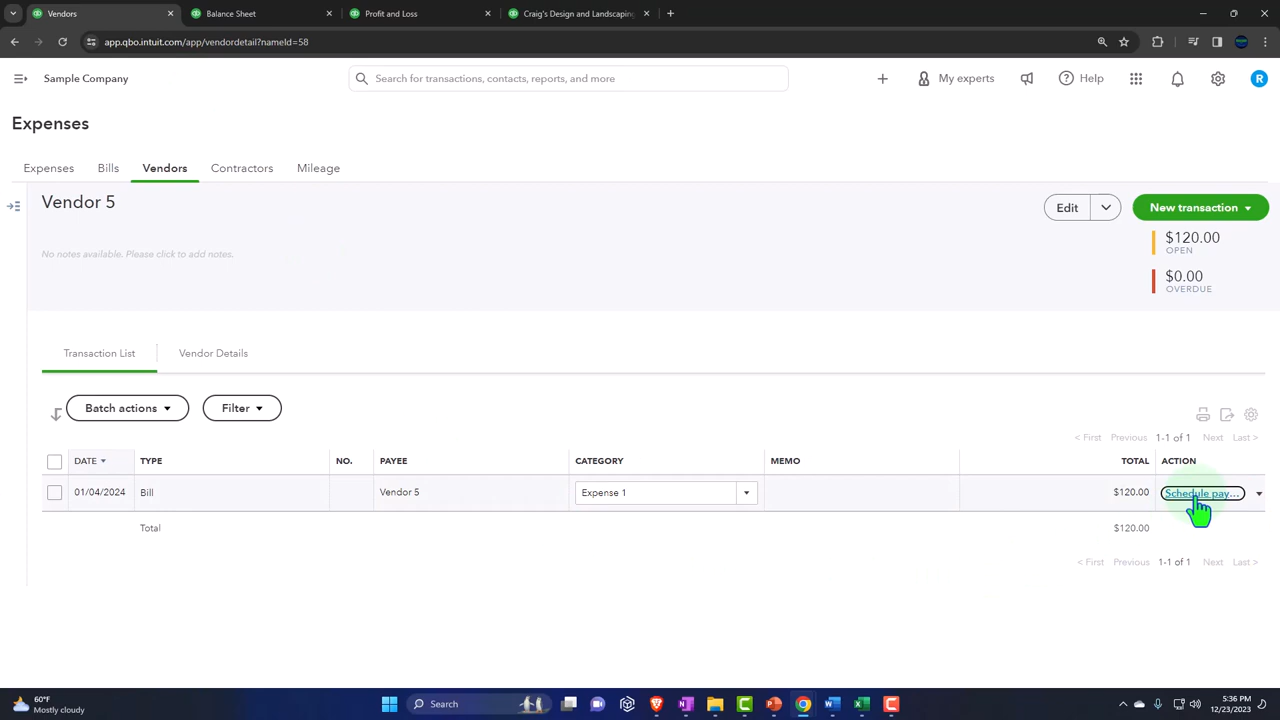 Vendors
Balance Sheet
Profit and Loss
Craig's Design and Landscaping
app.qbo.intuit.com/app/vendordetail?nameId=58
Sample Company
Search for transactions, contacts, reports, and more
My experts
Help
R
Expenses
Expenses
Bills
Vendors
Contractors
Mileage
Vendor 5
Edit
New transaction
$120.00
OPEN
No notes available. Please click to add notes.
$0.00
OVERDUE
Transaction List
Vendor Details
Batch actions
Filter
< First Previous 1-1 of 1 Next Last >
DATE TYPE NO. PAYEE CATEGORY MEMO TOTAL ACTION
01/04/2024 Bill Vendor 5 Expense 1 $120.00 Schedule pay...
Total $120.00
< First Previous 1-1 of 1 Next Last >
60°F
Mostly cloudy
Search
5:36 PM
12/23/2023